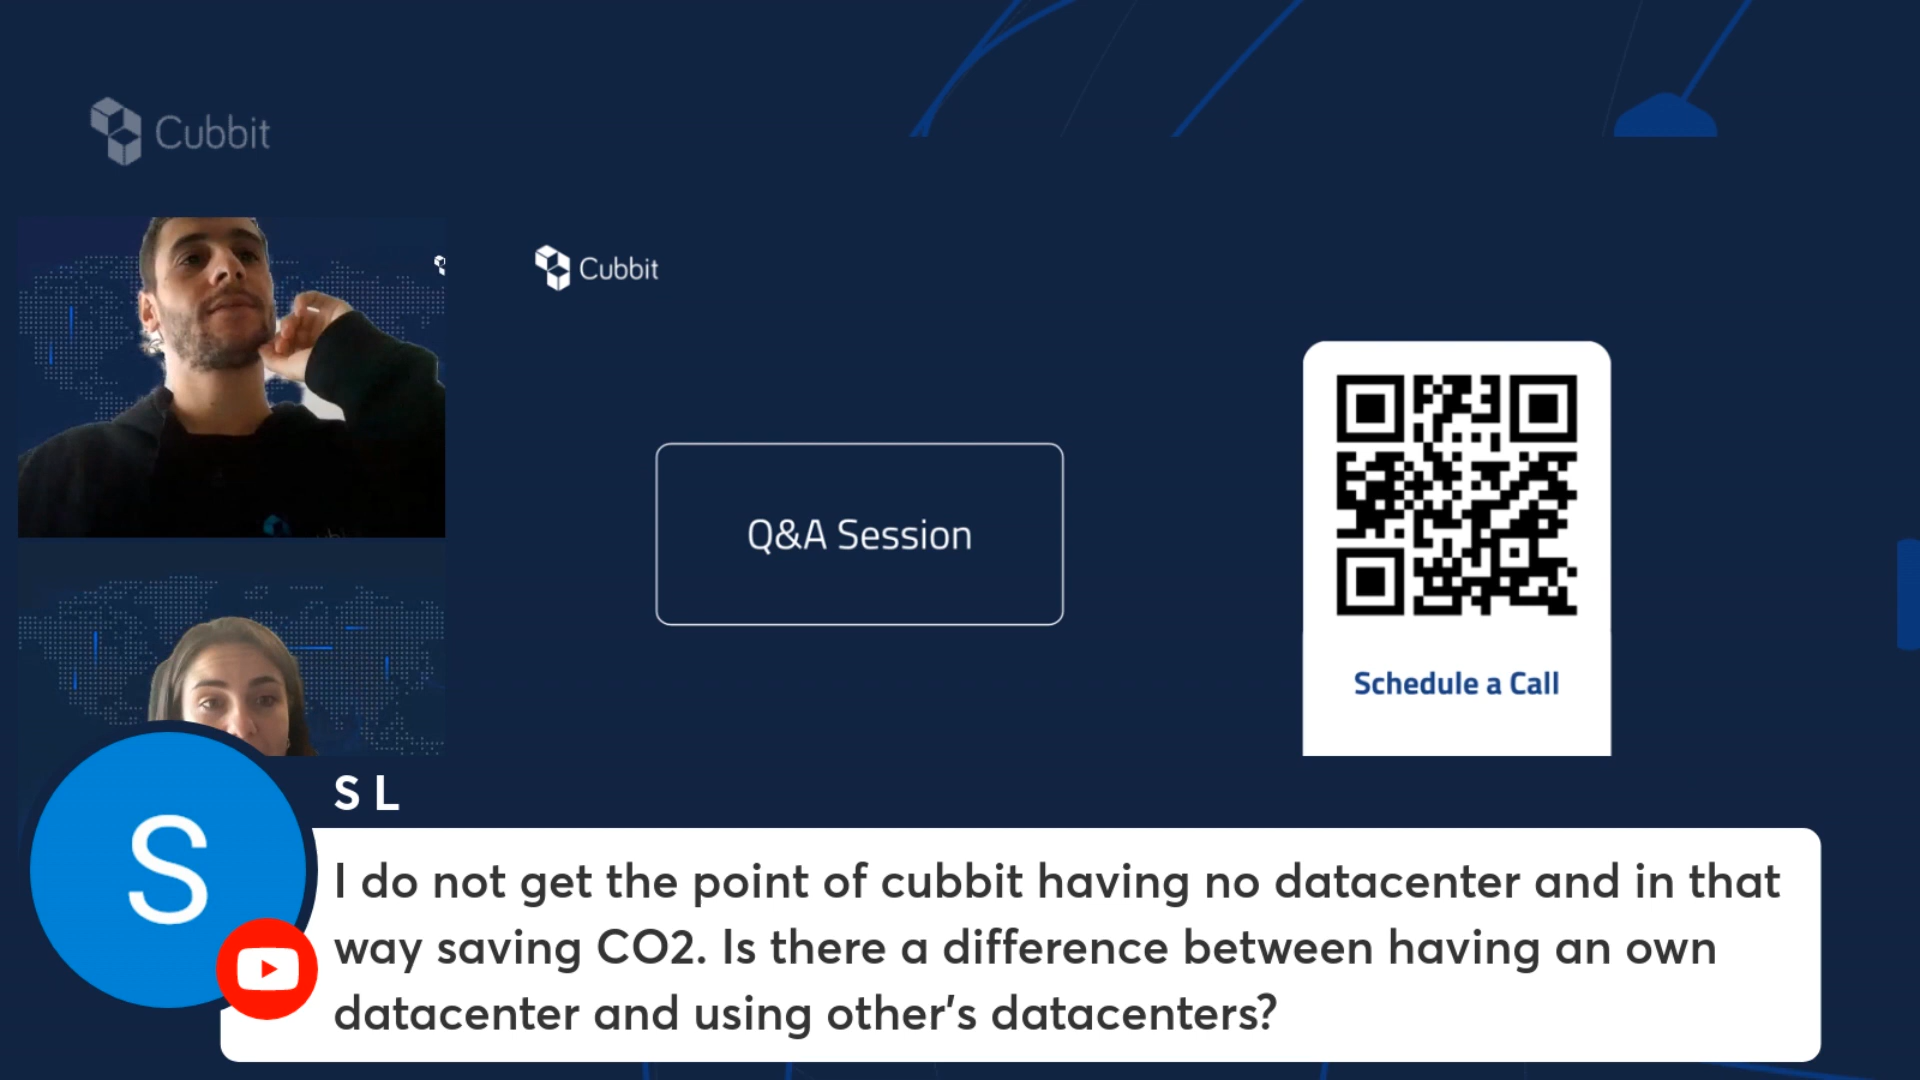 Cubbit
Cubbit
Q&A Session
Schedule a Call
S
S L
I do not get the point of cubbit having no datacenter and in that
way saving CO2. Is there a difference between having an own
datacenter and using other's datacenters?